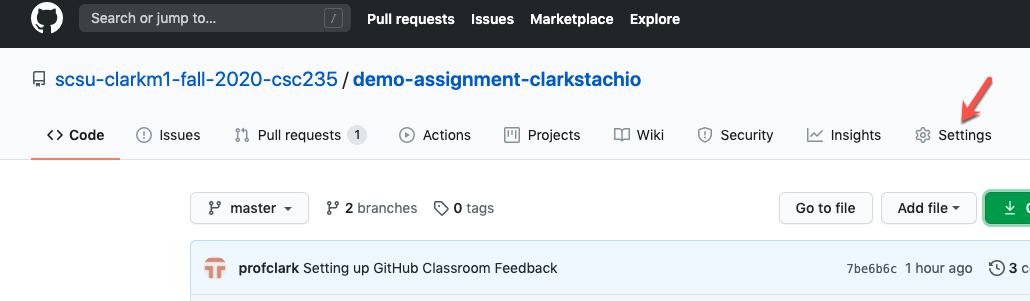 Search or jump to... / Pull requests Issues Marketplace Explore
scsu-clarkm1-fall-2020-csc235 / demo-assignment-clarkstachio
<> Code Issues Pull requests 1 Actions Projects Wiki Security Insights Settings
master 2 branches 0 tags Go to file Add file
profclark Setting up GitHub Classroom Feedback 7be6b6c 1 hour ago 3